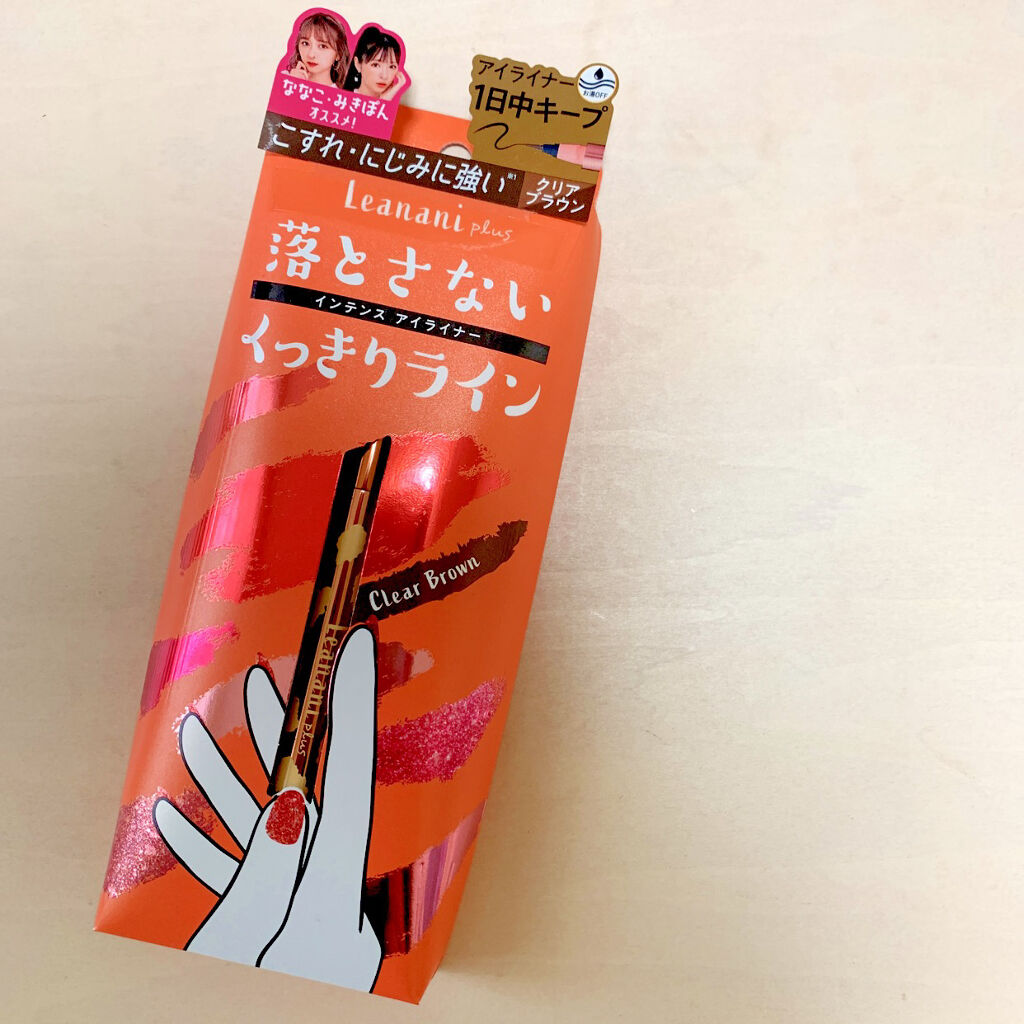 ななこ・みきぽん
オススメ!
アイライナー
お湯OFF
1日中キープ
こすれ・にじみに強い※1
クリア
ブラウン
Leanani plus
落とさない
インテンス アイライナー
くっきりライン
Clear Brown
Leanani plus